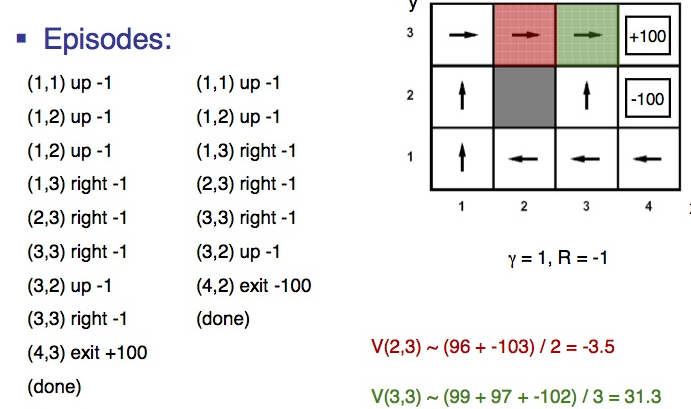 Episodes:
(1,1) up -1
(1,2) up -1
(1,2) up -1
(1,3) right -1
(2,3) right -1
(3,3) right -1
(3,2) up -1
(3,3) right -1
(4,3) exit +100
(done)
(1,1) up -1
(1,2) up -1
(1,3) right -1
(2,3) right -1
(3,3) right -1
(3,2) up -1
(4,2) exit -100
(done)
y
3
+100
2
-100
1
1 2 3 4
γ = 1, R = -1
V(2,3) ~ (96 + -103) / 2 = -3.5
V(3,3) ~ (99 + 97 + -102) / 3 = 31.3